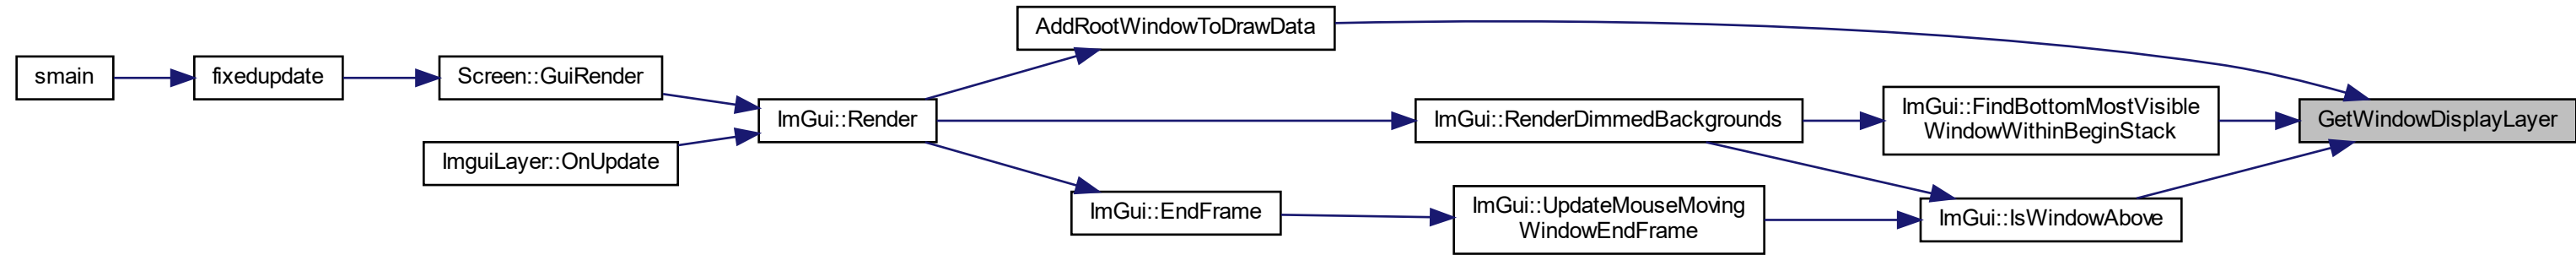 smain
fixedupdate
Screen::GuiRender
ImguiLayer::OnUpdate
ImGui::Render
AddRootWindowToDrawData
ImGui::RenderDimmedBackgrounds
ImGui::EndFrame
ImGui::UpdateMouseMoving
WindowEndFrame
ImGui::FindBottomMostVisible
WindowWithinBeginStack
ImGui::IsWindowAbove
GetWindowDisplayLayer